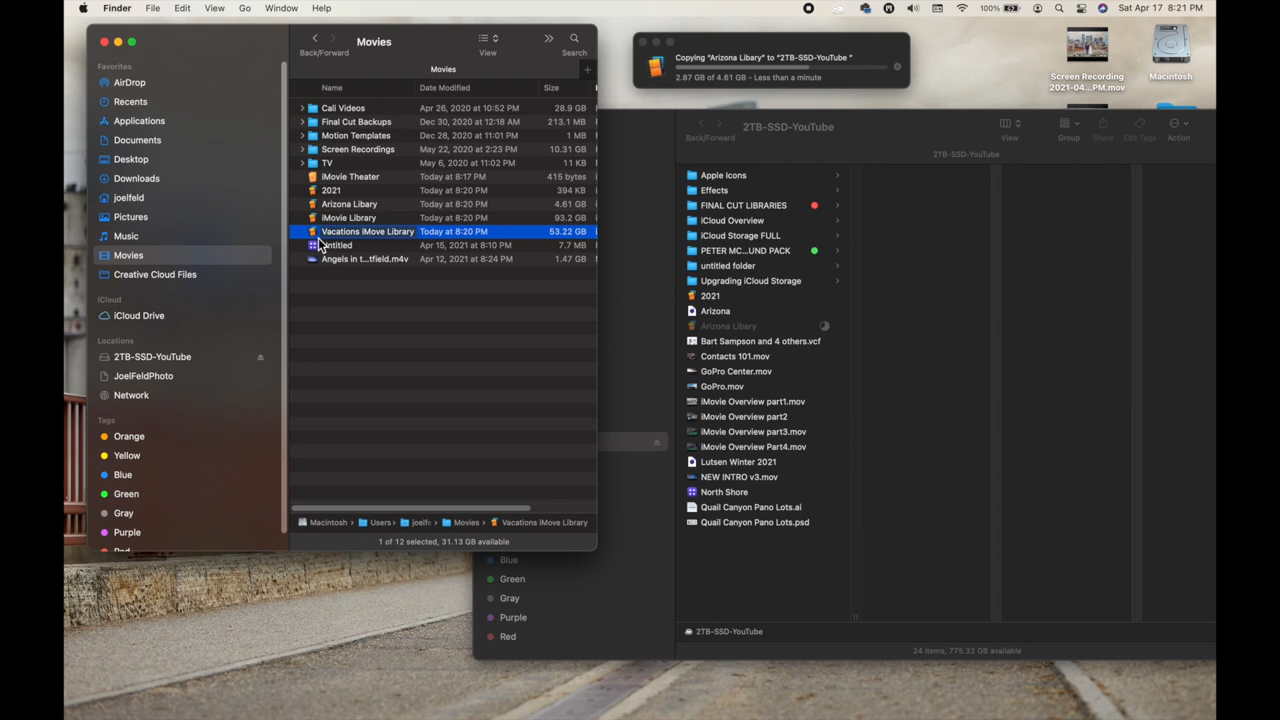 Finder File Edit View Go Window Help 100% Sat Apr 17 8:21 PM
Movies
Back/Forward View Search
Movies
Name Date Modified Size
Cali Videos Apr 26, 2020 at 10:52 PM 28.9 GB
Final Cut Backups Dec 30, 2020 at 12:18 AM 213.1 MB
Motion Templates Dec 28, 2020 at 11:01 PM 1 MB
Screen Recordings May 22, 2020 at 2:23 PM 10.31 GB
TV May 6, 2020 at 11:02 PM 11 KB
iMovie Theater Today at 8:17 PM 415 bytes
2021 Today at 8:20 PM 394 KB
Arizona Libary Today at 8:20 PM 4.61 GB
iMovie Library Today at 8:20 PM 93.2 GB
Vacations iMove Library Today at 8:20 PM 53.22 GB
Untitled Apr 15, 2021 at 8:10 PM 7.7 MB
Angels in t...tfield.m4v Apr 12, 2021 at 8:24 PM 1.47 GB
Macintosh Users joelfe Movies Vacations iMove Library
1 of 12 selected, 31.13 GB available
Favorites
AirDrop
Recents
Applications
Documents
Desktop
Downloads
joelfeld
Pictures
Music
Movies
Creative Cloud Files
iCloud
iCloud Drive
Locations
2TB-SSD-YouTube
JoelFeldPhoto
Network
Tags
Orange
Yellow
Blue
Green
Gray
Purple
Red
Copying "Arizona Libary" to "2TB-SSD-YouTube "
2.87 GB of 4.61 GB - Less than a minute
Screen Recording
2021-04....PM.mov
Macintosh
2TB-SSD-YouTube
Back/Forward View Group Share Edit Tags Action
2TB-SSD-YouTube
Apple Icons
Effects
FINAL CUT LIBRARIES
iCloud Overview
iCloud Storage FULL
PETER MC...UND PACK
untitled folder
Upgrading iCloud Storage
2021
Arizona
Arizona Libary
Bart Sampson and 4 others.vcf
Contacts 101.mov
GoPro Center.mov
GoPro.mov
iMovie Overview part1.mov
iMovie Overview part2
iMovie Overview part3.mov
iMovie Overview Part4.mov
Lutsen Winter 2021
NEW INTRO v3.mov
North Shore
Quail Canyon Pano Lots.ai
Quail Canyon Pano Lots.psd
Blue
Green
Gray
Purple
Red
2TB-SSD-YouTube
24 items, 775.32 GB available